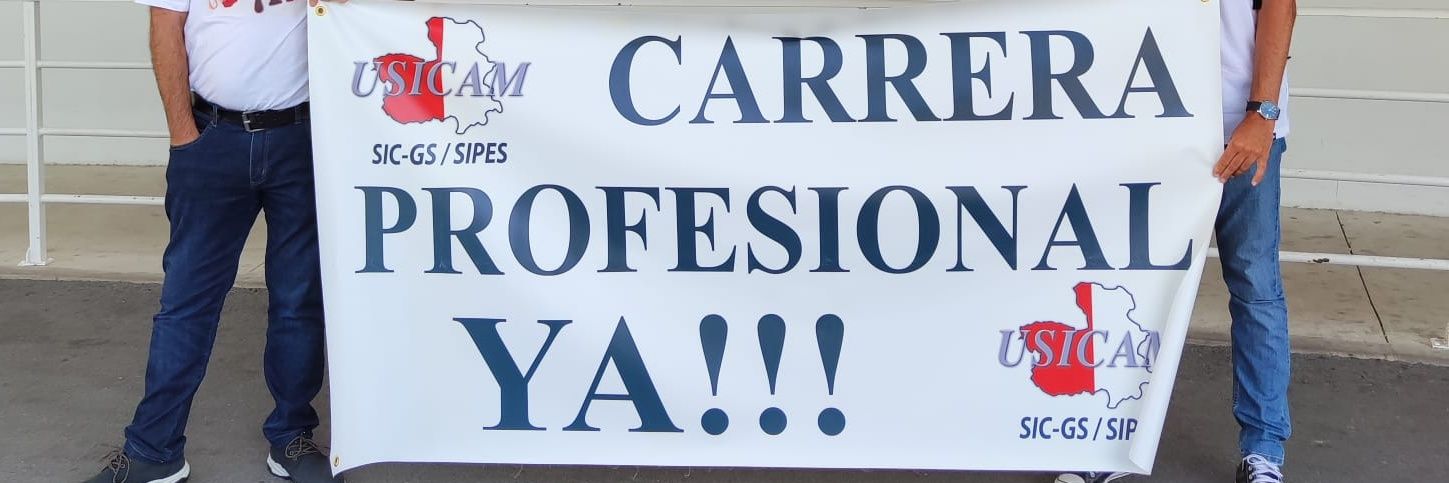 USICAM
SIC-GS / SIPES
CARRERA
PROFESIONAL
YA!!!
USICAM
SIC-GS / SIP